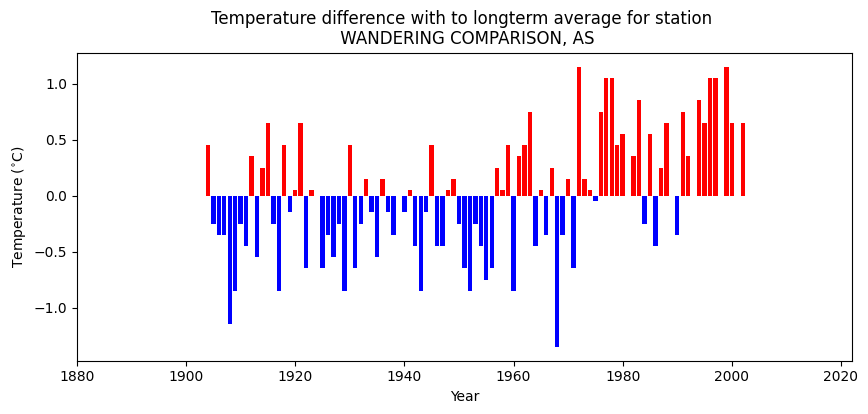 Temperature difference with to longterm average for station
WANDERING COMPARISON, AS
Temperature (°C)
1.0
0.5
0.0
−0.5
−1.0
1880 1900 1920 1940 1960 1980 2000 2020
Year